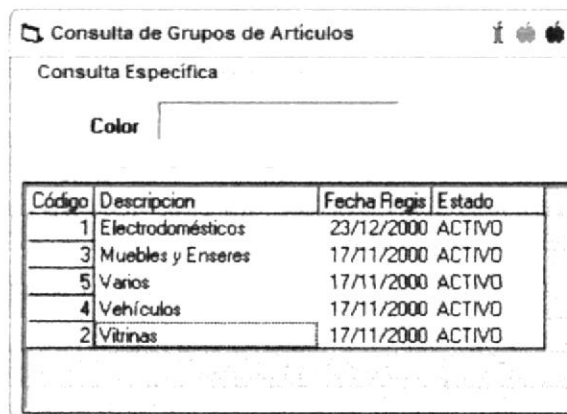 Consulta de Grupos de Articulos
Consulta Específica
Color
Código Descripcion Fecha Regis Estado
1 Electrodomésticos 23/12/2000 ACTIVO
3 Muebles y Enseres 17/11/2000 ACTIVO
5 Varios 17/11/2000 ACTIVO
4 Vehículos 17/11/2000 ACTIVO
2 Vitrinas 17/11/2000 ACTIVO